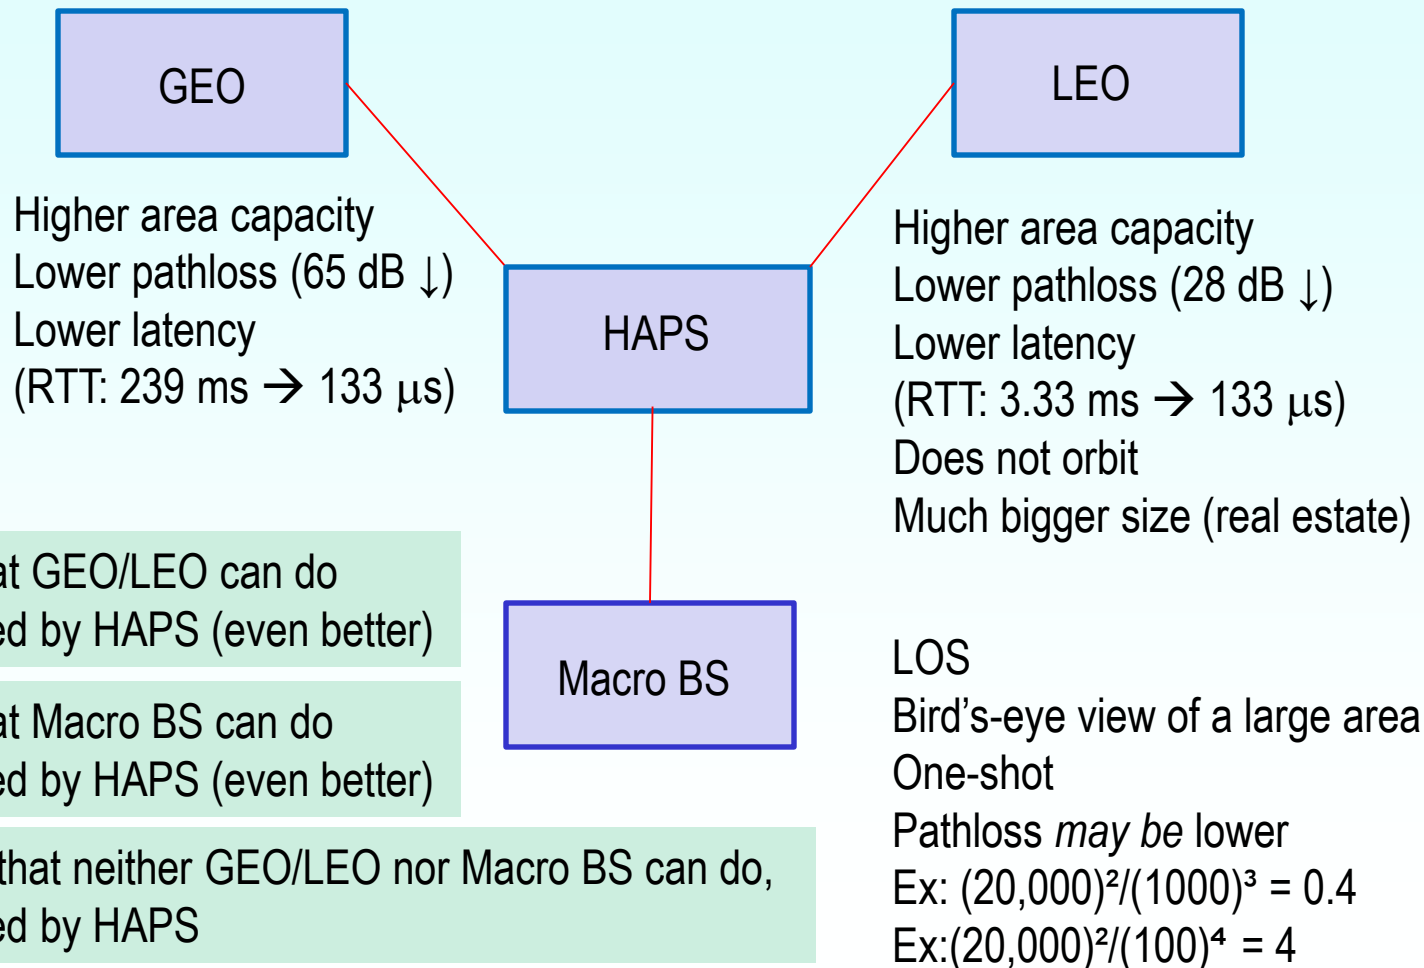 GEO
LEO
Higher area capacity
Lower pathloss (65 dB ↓)
Lower latency
(RTT: 239 ms → 133 μs)
HAPS
Higher area capacity
Lower pathloss (28 dB ↓)
Lower latency
(RTT: 3.33 ms → 133 μs)
Does not orbit
Much bigger size (real estate)
GEO/LEO can do
by HAPS (even better)
Macro BS can do
by HAPS (even better)
that neither GEO/LEO nor Macro BS can do,
by HAPS
Macro BS
LOS
Bird's-eye view of a large area
One-shot
Pathloss may be lower
Ex: (20,000)²/(1000)³ = 0.4
Ex:(20,000)²/(100)⁴ = 4